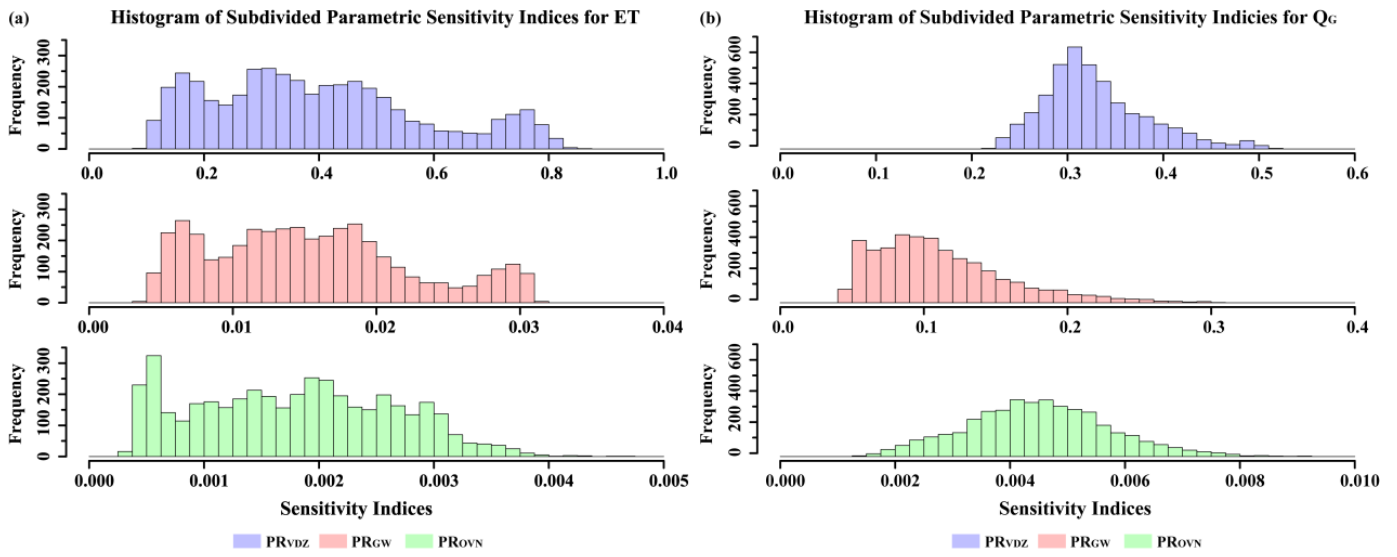 (a) Histogram of Subdivided Parametric Sensitivity Indices for ET
Frequency
0 100 200 300
0.0 0.2 0.4 0.6 0.8 1.0
Frequency
0 100 200 300
0.00 0.01 0.02 0.03 0.04
Frequency
0 100 200 300
0.000 0.001 0.002 0.003 0.004 0.005
Sensitivity Indices
PRVDZ PRGW PROVN
(b) Histogram of Subdivided Parametric Sensitivity Indicies for QG
Frequency
0 200 400 600
0.0 0.1 0.2 0.3 0.4 0.5 0.6
Frequency
0 200 400 600
0.0 0.1 0.2 0.3 0.4
Frequency
0 200 400 600
0.000 0.002 0.004 0.006 0.008 0.010
Sensitivity Indices
PRVDZ PRGW PROVN